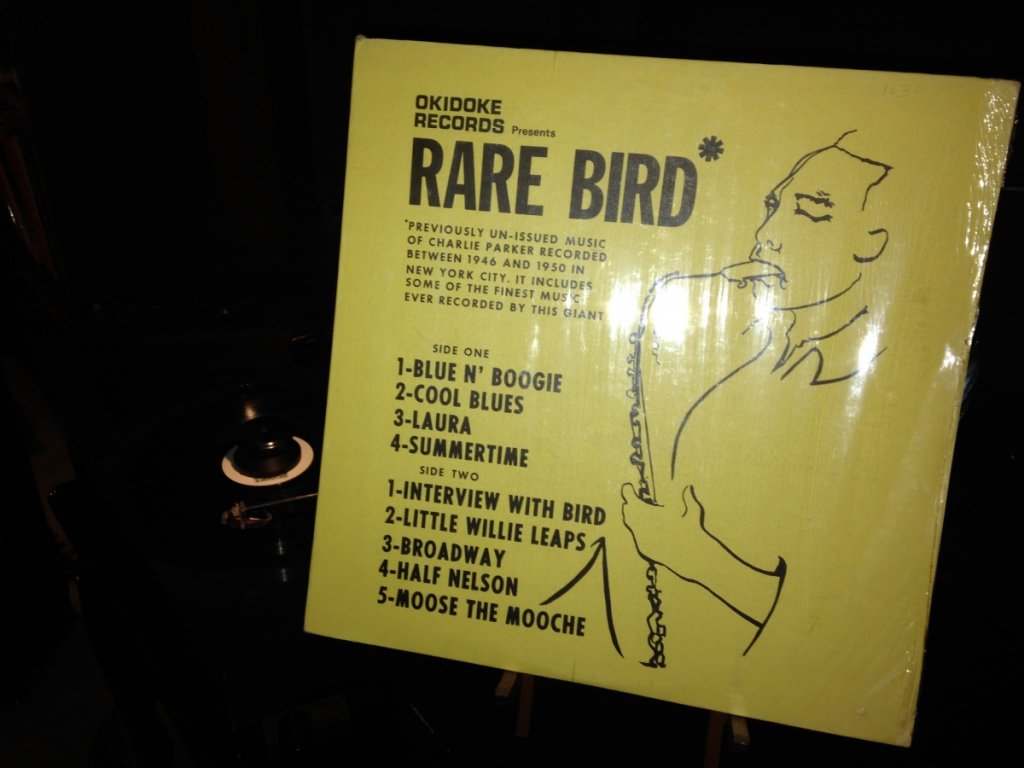 OKIDOKE
RECORDS Presents
RARE BIRD*
*PREVIOUSLY UN-ISSUED MUSIC
OF CHARLIE PARKER RECORDED
BETWEEN 1946 AND 1950 IN
NEW YORK CITY. IT INCLUDES
SOME OF THE FINEST MUSIC
EVER RECORDED BY THIS GIANT
SIDE ONE
1-BLUE N' BOOGIE
2-COOL BLUES
3-LAURA
4-SUMMERTIME
SIDE TWO
1-INTERVIEW WITH BIRD
2-LITTLE WILLIE LEAPS
3-BROADWAY
4-HALF NELSON
5-MOOSE THE MOOCHE